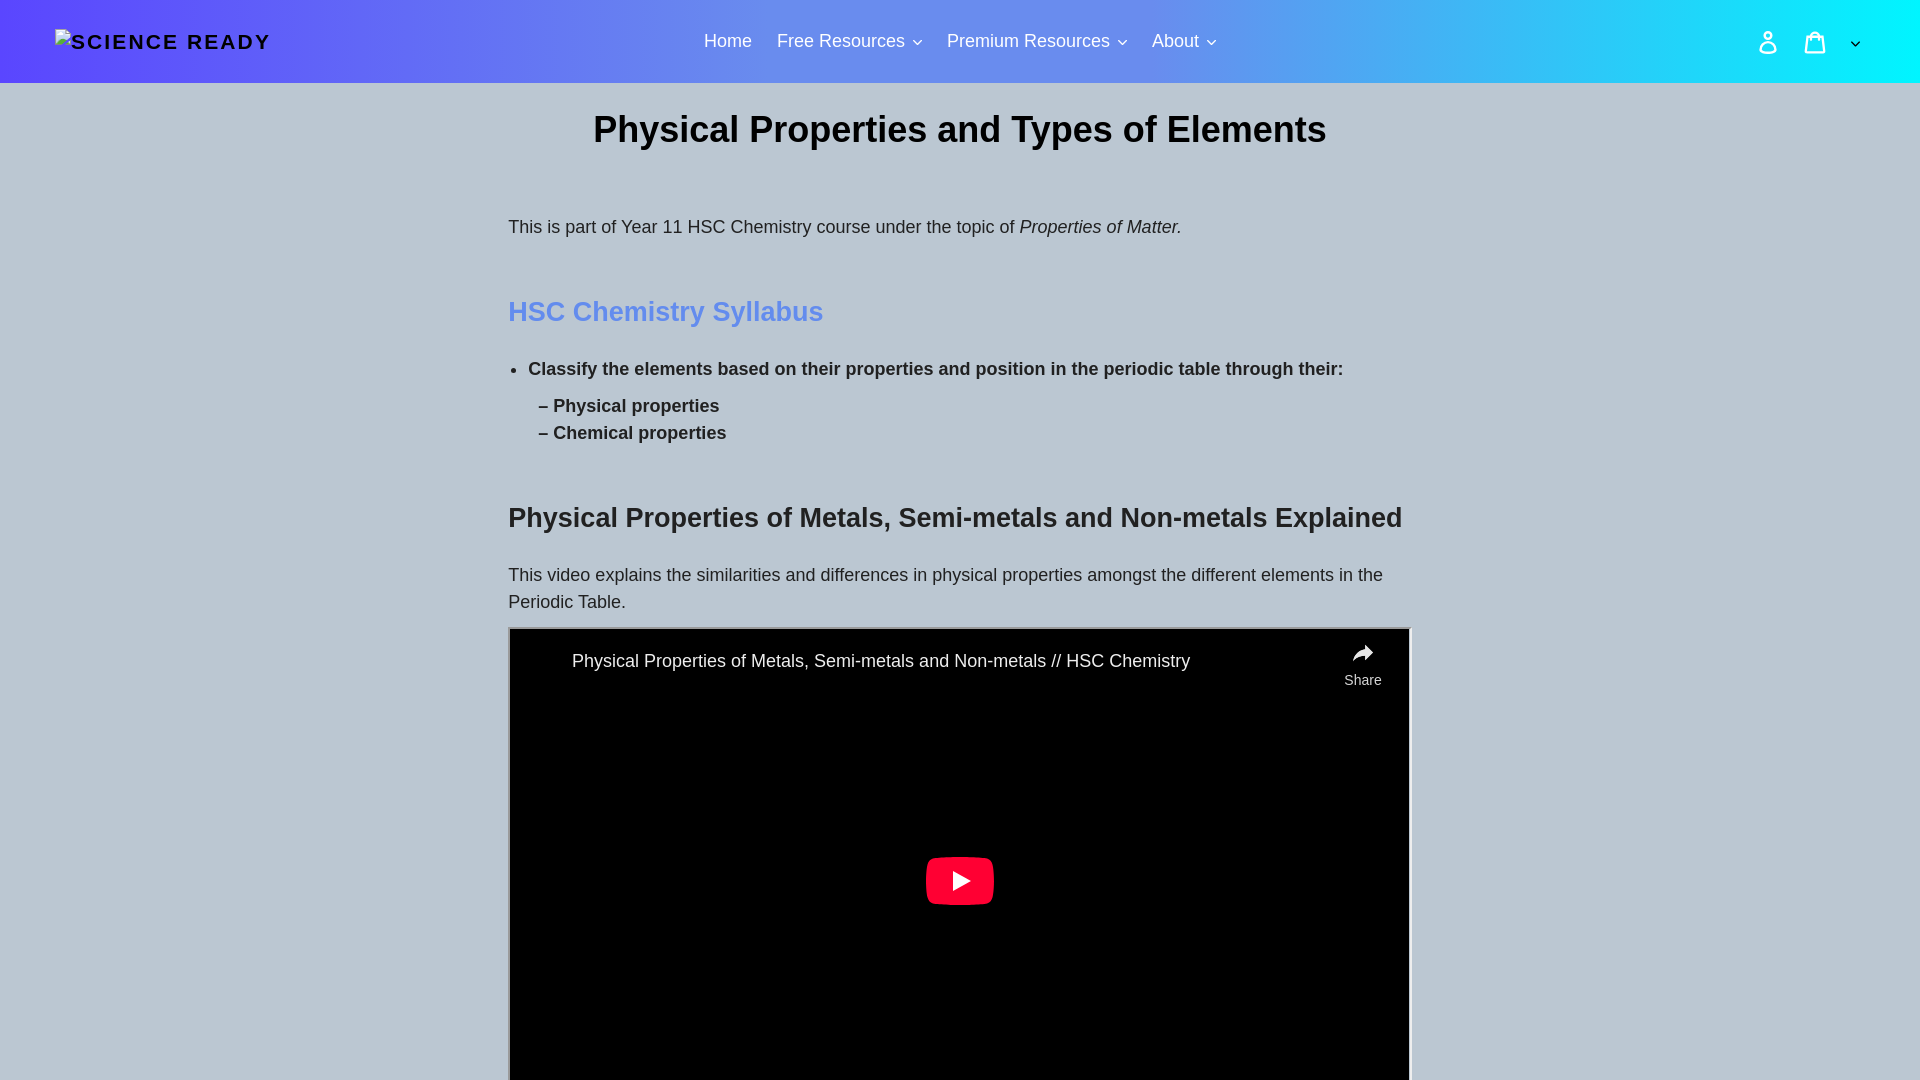 SCIENCE READY
Home
Free Resources
Premium Resources
About
Physical Properties and Types of Elements
This is part of Year 11 HSC Chemistry course under the topic of Properties of Matter.
HSC Chemistry Syllabus
• Classify the elements based on their properties and position in the periodic table through their:
– Physical properties
– Chemical properties
Physical Properties of Metals, Semi-metals and Non-metals Explained
This video explains the similarities and differences in physical properties amongst the different elements in the
Periodic Table.
Physical Properties of Metals, Semi-metals and Non-metals // HSC Chemistry
Share